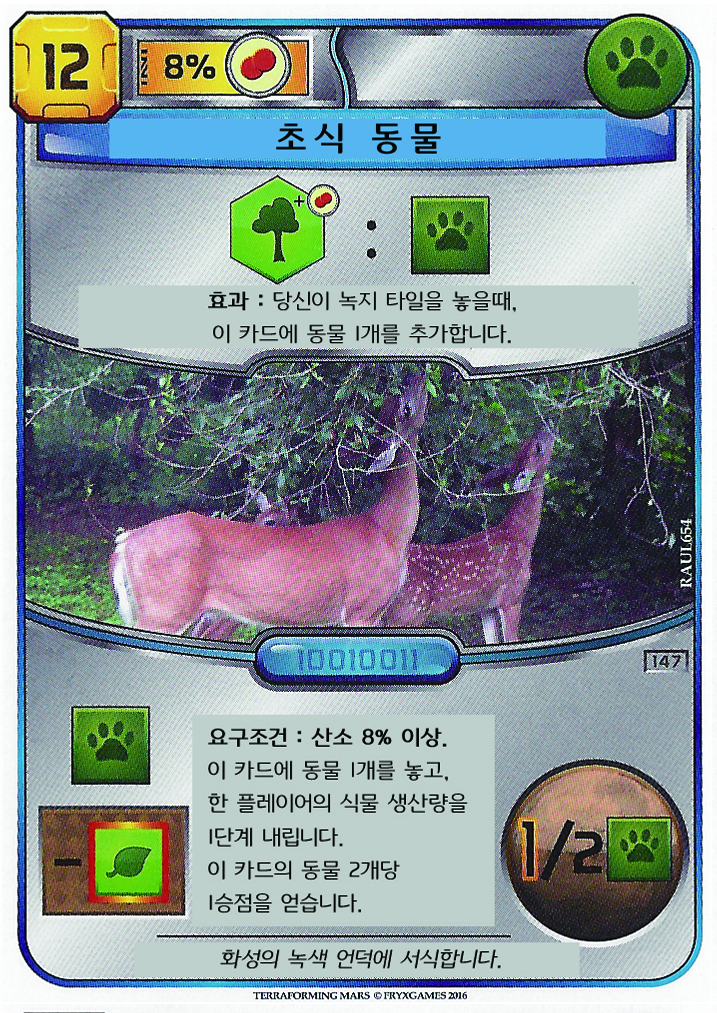 12
8%
초식 동물
+
:
효과 : 당신이 녹지 타일을 놓을때,
이 카드에 동물 1개를 추가합니다.
RAUL654
10010011
147
요구조건 : 산소 8% 이상.
이 카드에 동물 1개를 놓고,
한 플레이어의 식물 생산량을
1단계 내립니다.
이 카드의 동물 2개당
1승점을 얻습니다.
-
1/2
화성의 녹색 언덕에 서식합니다.
TERRAFORMING MARS © FRYXGAMES 2016